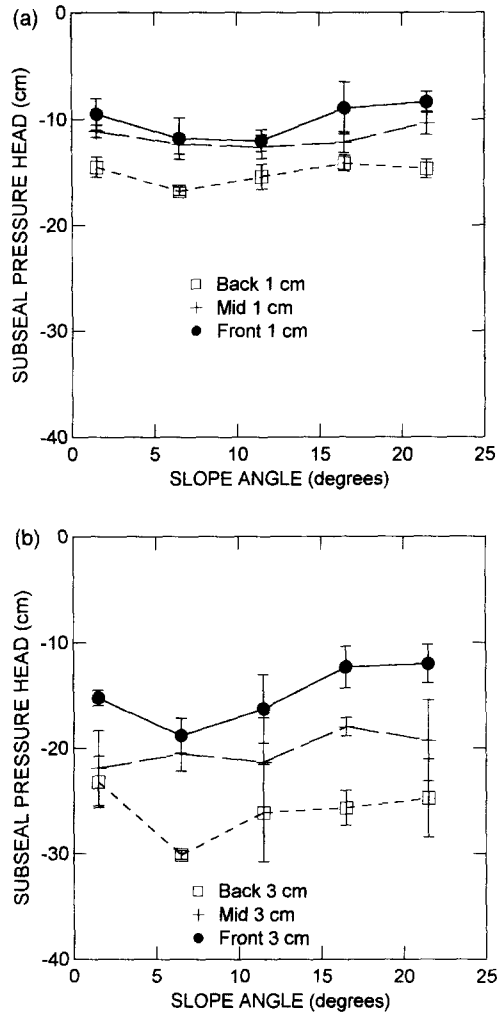 (a)
0
-10
-20
-30
-40
SUBSEAL PRESSURE HEAD (cm)
Back 1 cm
Mid 1 cm
Front 1 cm
0 5 10 15 20 25
SLOPE ANGLE (degrees)
(b)
0
-10
-20
-30
-40
SUBSEAL PRESSURE HEAD (cm)
Back 3 cm
Mid 3 cm
Front 3 cm
0 5 10 15 20 25
SLOPE ANGLE (degrees)